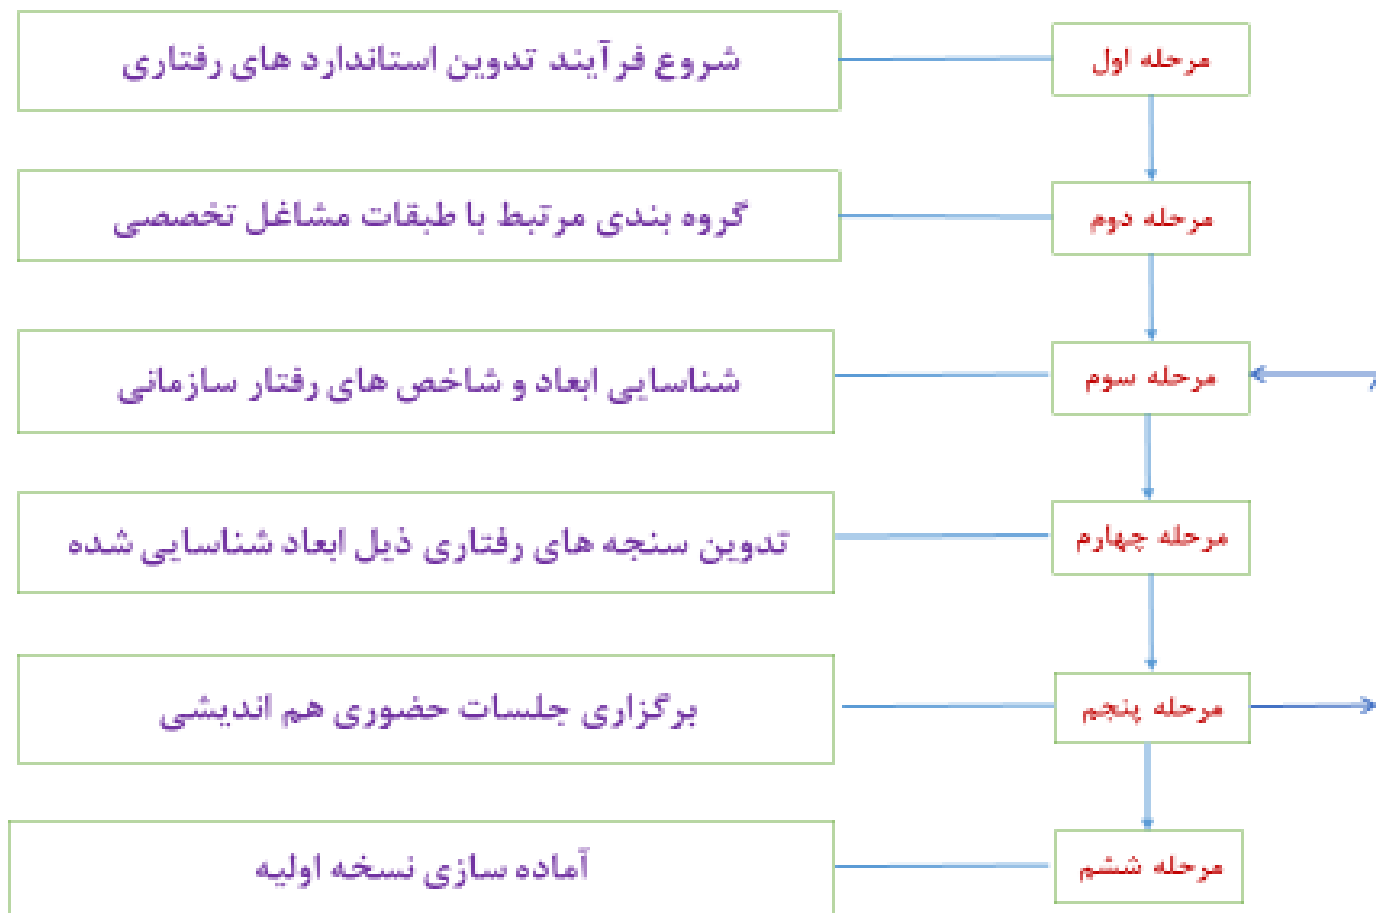 مرحله اول
شروع فرآیند تدوین استاندارد های رفتاری
مرحله دوم
گروه بندی مرتبط با طبقات مشاغل تخصصی
مرحله سوم
شناسایی ابعاد و شاخص های رفتار سازمانی
مرحله چهارم
تدوین سنجه های رفتاری ذیل ابعاد شناسایی شده
مرحله پنجم
برگزاری جلسات حضوری هم اندیشی
مرحله ششم
آماده سازی نسخه اولیه